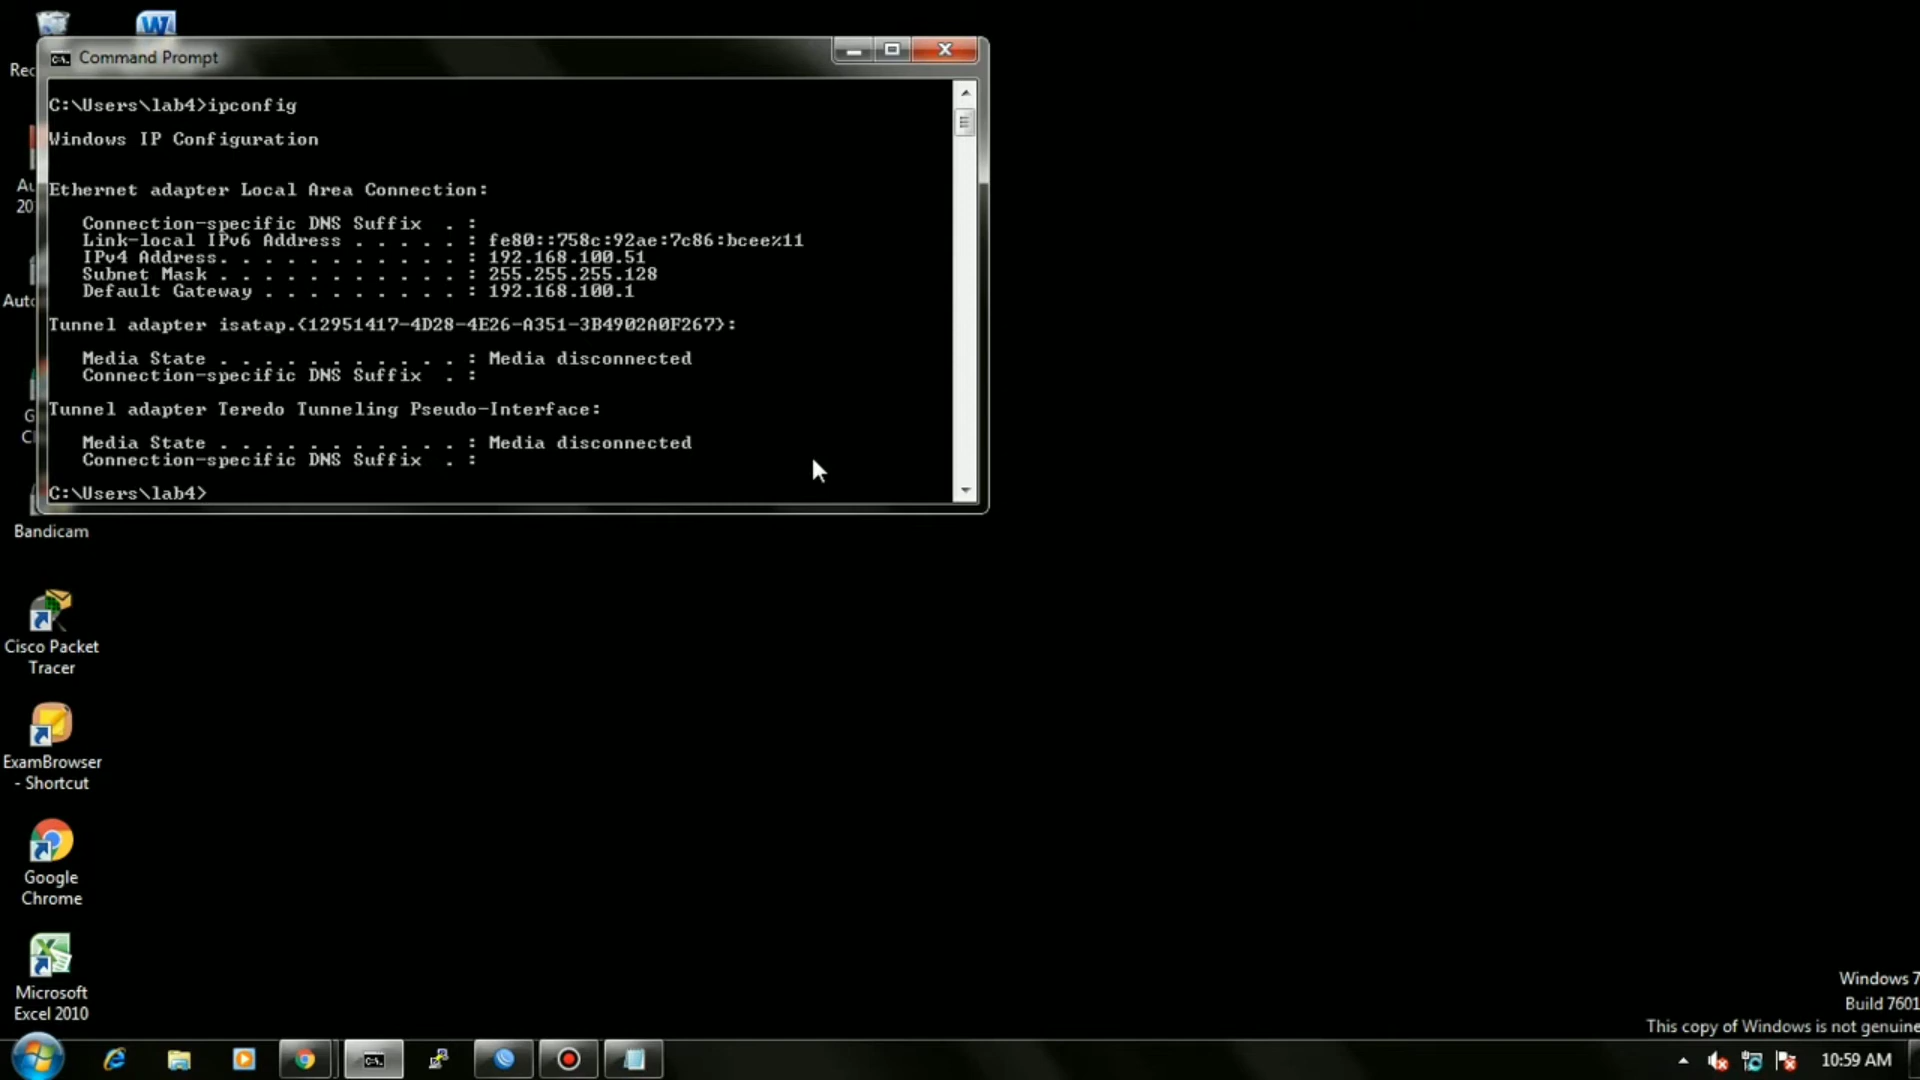 Command Prompt
C:\Users\lab4>ipconfig
Windows IP Configuration
Ethernet adapter Local Area Connection:
Connection-specific DNS Suffix . :
Link-local IPv6 Address . . . . . : fe80::758c:92ae:7c86:bcee%11
IPv4 Address. . . . . . . . . . . : 192.168.100.51
Subnet Mask . . . . . . . . . . . : 255.255.255.128
Default Gateway . . . . . . . . . : 192.168.100.1
Tunnel adapter isatap.{12951417-4D28-4E26-A351-3B4902A0F267}:
Media State . . . . . . . . . . . : Media disconnected
Connection-specific DNS Suffix . :
Tunnel adapter Teredo Tunneling Pseudo-Interface:
Media State . . . . . . . . . . . : Media disconnected
Connection-specific DNS Suffix . :
C:\Users\lab4>
Rec
Au
20
Auto
G
C
Bandicam
Cisco Packet
Tracer
ExamBrowser
- Shortcut
Google
Chrome
Microsoft
Excel 2010
Windows 7
Build 7601
This copy of Windows is not genuine
10:59 AM